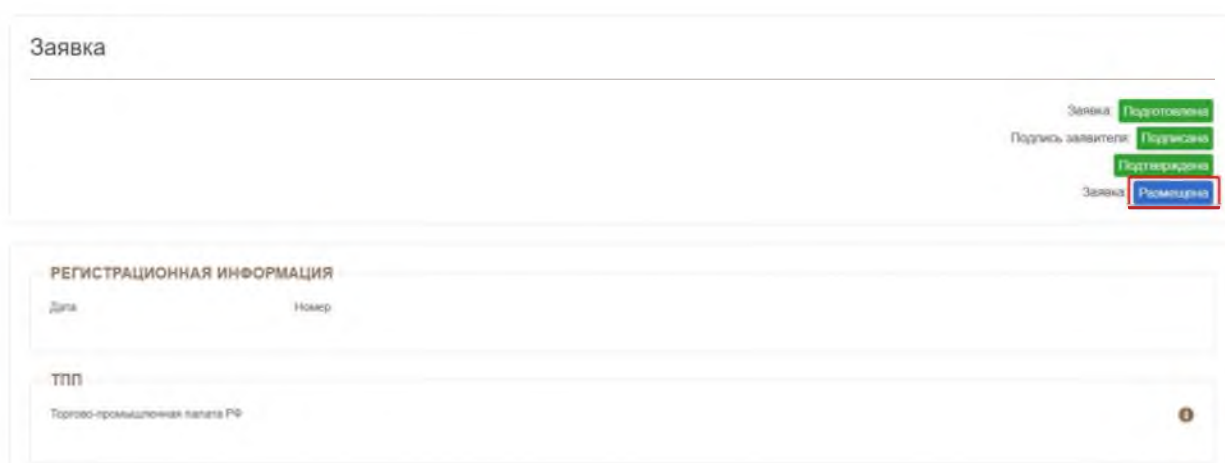 Заявка
Заявка: Подготовлена
Подпись заявителя: Подписана
Подтверждена
Заявка: Размещена
РЕГИСТРАЦИОННАЯ ИНФОРМАЦИЯ
Дата Номер
ТПП
Торгово-промышленная палата РФ